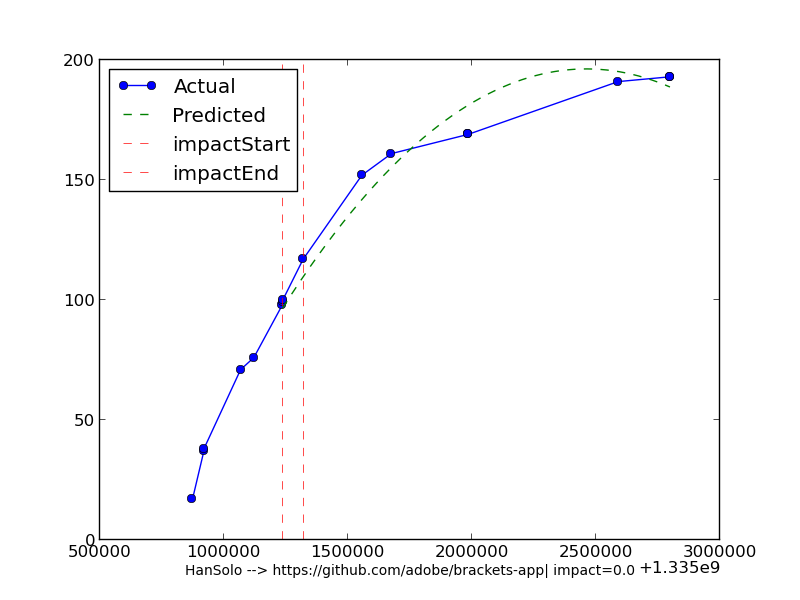 200
150
100
50
0
Actual
Predicted
impactStart
impactEnd
500000 1000000 1500000 2000000 2500000 3000000
HanSolo --> https://github.com/adobe/brackets-app| impact=0.0 +1.335e9